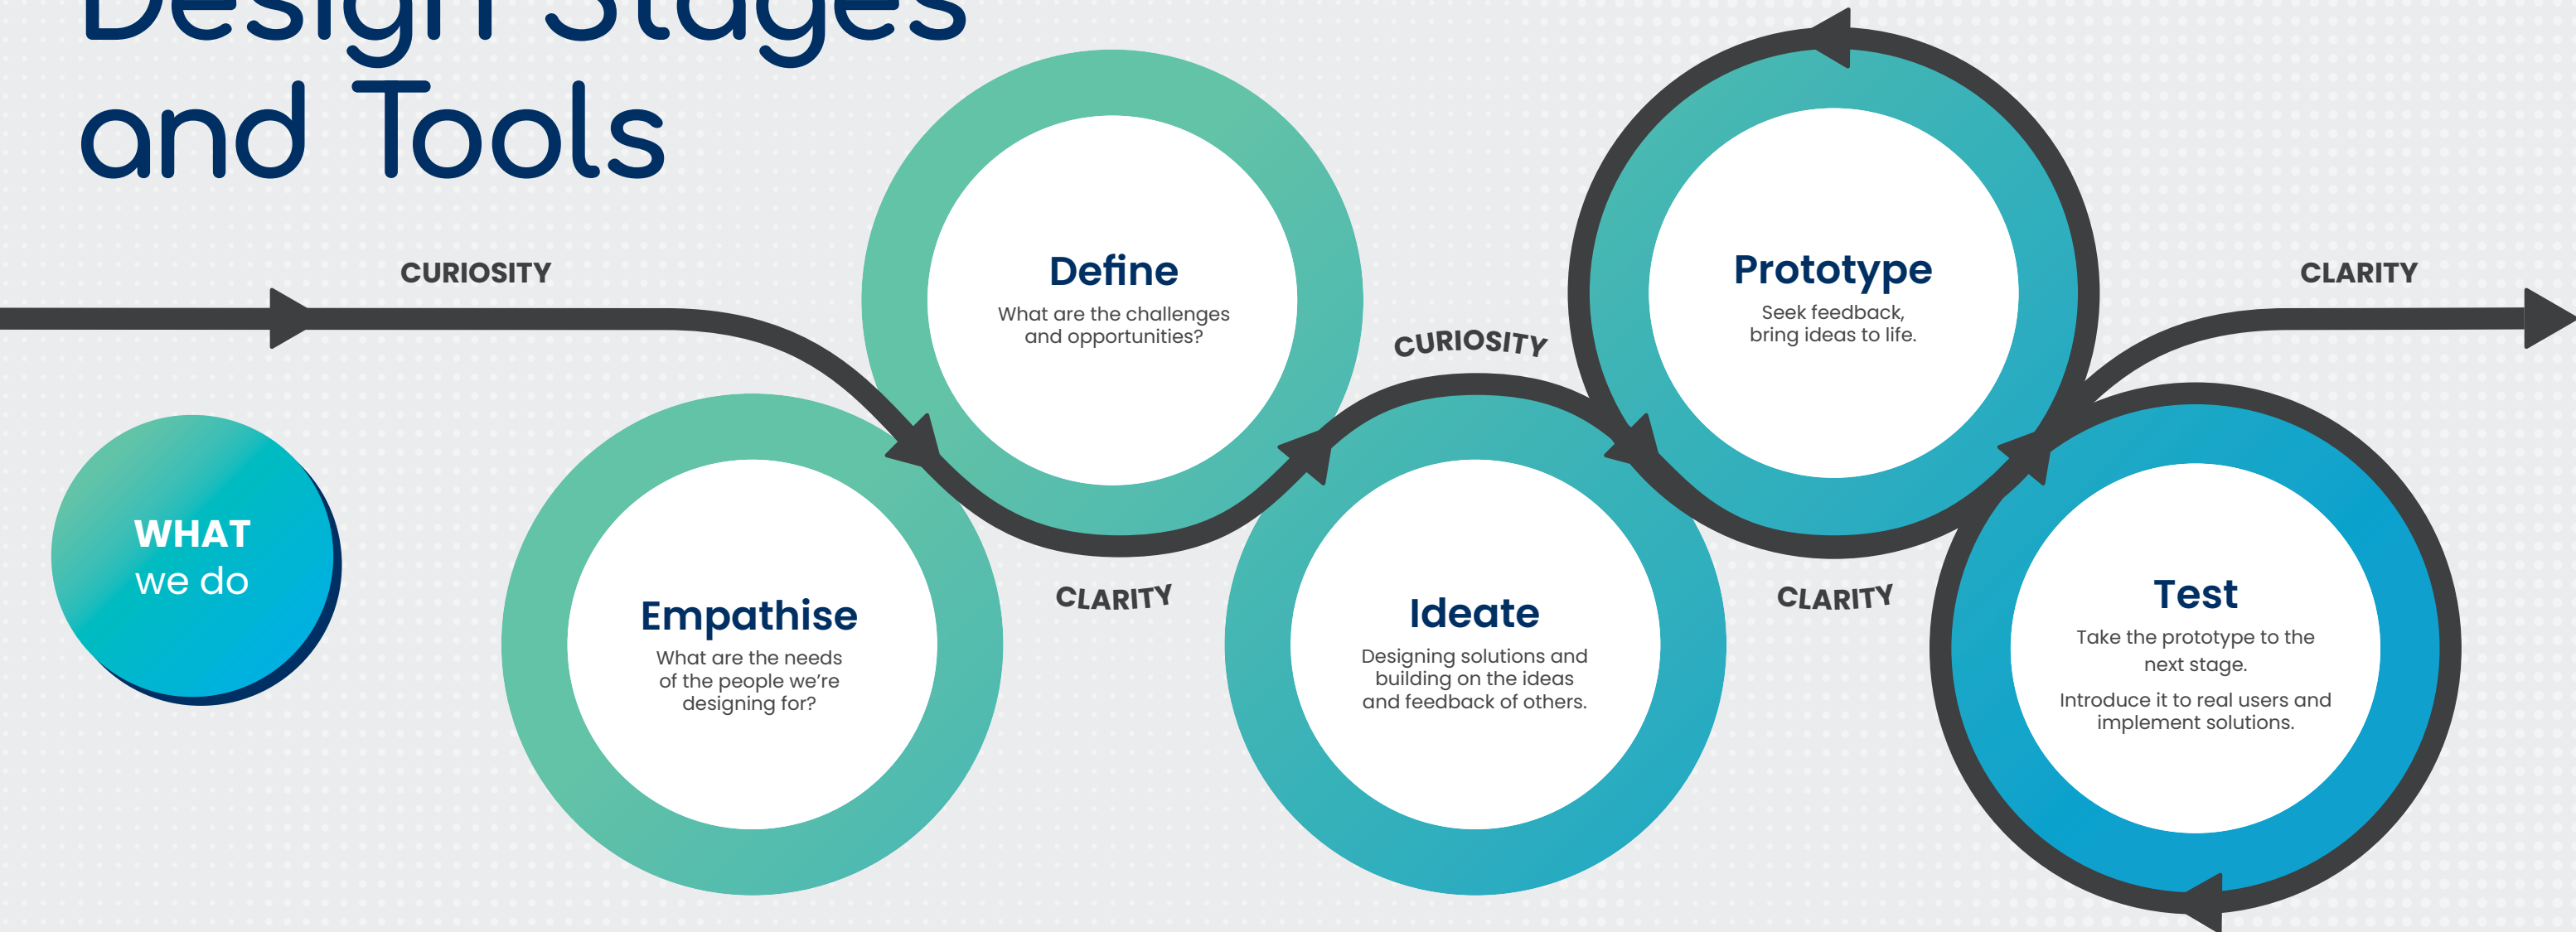 Design Stages
and Tools
CURIOSITY
WHAT
we do
Empathise
What are the needs
of the people we’re
designing for?
Define
What are the challenges
and opportunities?
CLARITY
CURIOSITY
Ideate
Designing solutions and
building on the ideas
and feedback of others.
Prototype
Seek feedback,
bring ideas to life.
CLARITY
Test
Take the prototype to the
next stage.
Introduce it to real users and
implement solutions.
CLARITY